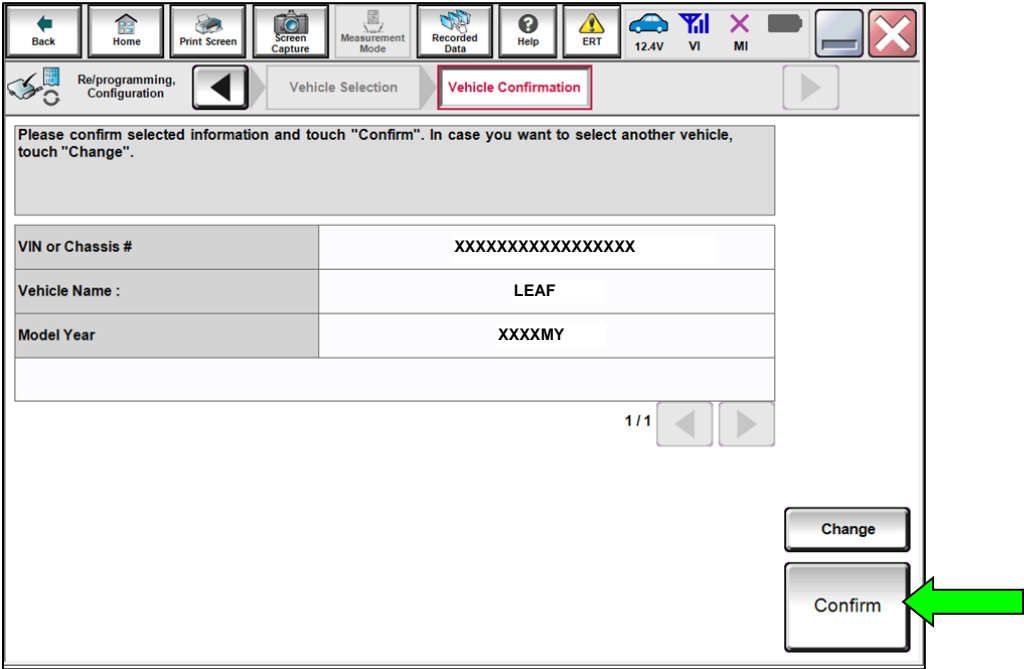 Back
Home
Print Screen
Screen
Capture
Measurement
Mode
Recorded
Data
Help
ERT
12.4V
VI
MI
Re/programming,
Configuration
Vehicle Selection
Vehicle Confirmation
Please confirm selected information and touch "Confirm". In case you want to select another vehicle,
touch "Change".
VIN or Chassis # XXXXXXXXXXXXXXXXX
Vehicle Name : LEAF
Model Year XXXXMY
1 / 1
Change
Confirm